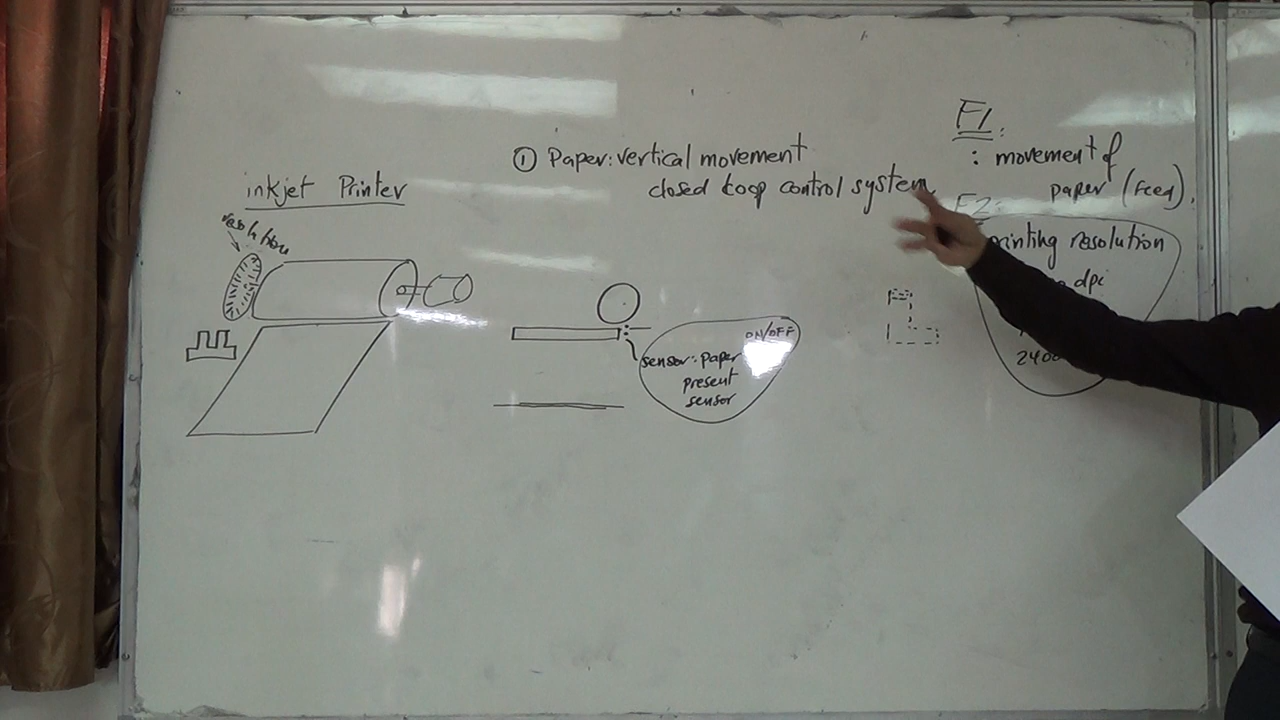 inkjet Printer
resolution
① Paper: vertical movement
closed loop control system
ON/OFF
sensor: paper
present
sensor
F1:
: movement of
paper (Feed).
F2:
printing resolution
dpi